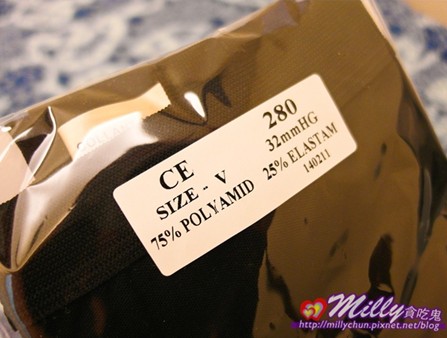 CE 280
SIZE - V 32mmHG
75% POLYAMID 25% ELASTAM
140211
Milly貪吃鬼
http://millychun.pixnet.net/blog